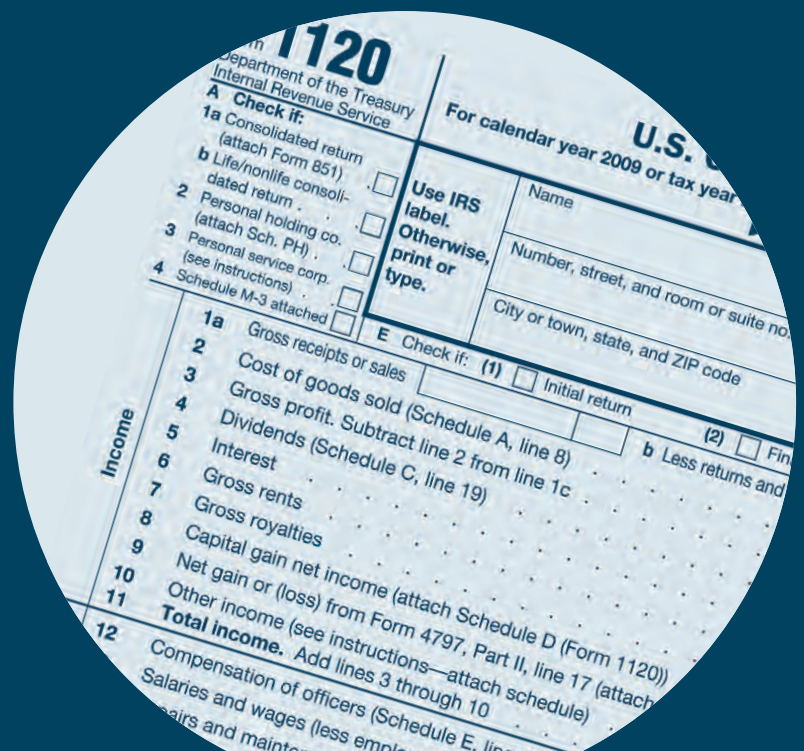 1120
Department of the Treasury
Internal Revenue Service
A Check if:
1a Consolidated return
(attach Form 851) .
b Life/nonlife consoli-
dated return . .
2 Personal holding co.
(attach Sch. PH) .
3 Personal service corp.
(see instructions) .
4 Schedule M-3 attached
For calendar year 2009 or tax year
U.S.
Use IRS
label.
Otherwise,
print or
type.
Name
Number, street, and room or suite no.
City or town, state, and ZIP code
E Check if: (1) Initial return
(2)
Income
1a Gross receipts or sales
b Less returns and
2 Cost of goods sold (Schedule A, line 8)
3 Gross profit. Subtract line 2 from line 1c
4 Dividends (Schedule C, line 19)
5 Interest
6 Gross rents
7 Gross royalties
8 Capital gain net income (attach Schedule D (Form 1120))
9 Net gain or (loss) from Form 4797, Part II, line 17 (attach
10 Other income (see instructions—attach schedule)
11 Total income. Add lines 3 through 10
12 Compensation of officers (Schedule E,
Salaries and wages (less
and